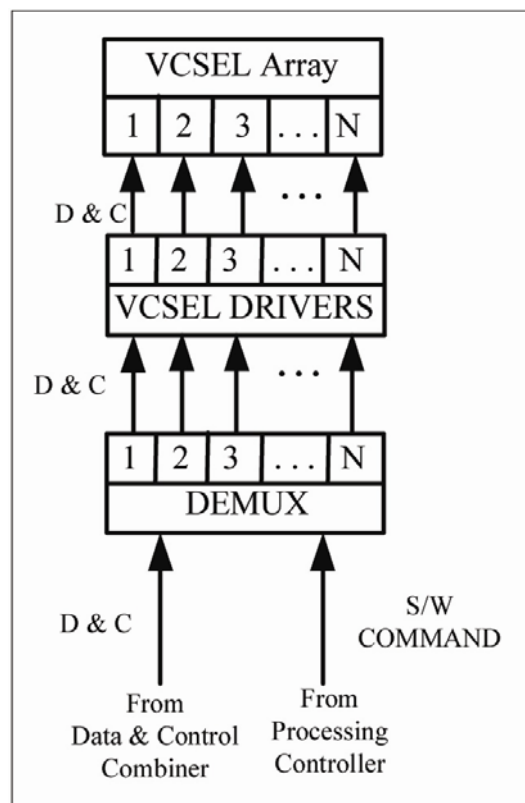 VCSEL Array
1 2 3 ... N
D & C
...
1 2 3 ... N
VCSEL DRIVERS
D & C
...
1 2 3 ... N
DEMUX
D & C
S/W
COMMAND
From
Data & Control
Combiner
From
Processing
Controller